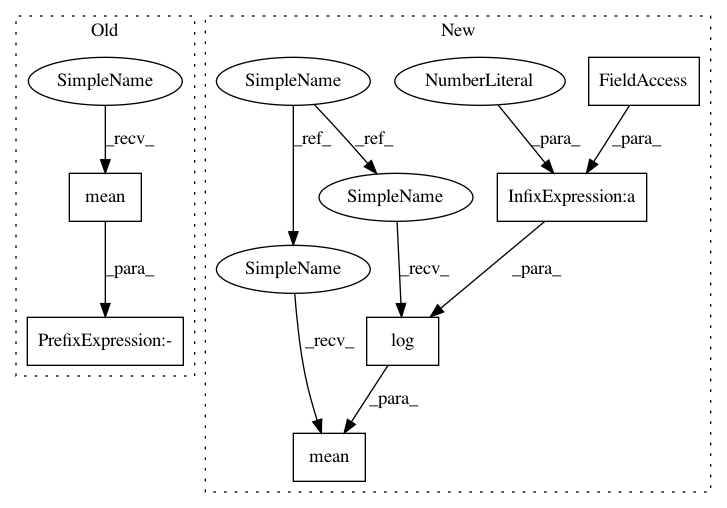 Old
New
SimpleName
SimpleName
NumberLiteral
FieldAccess
_recv_
_ref_
_ref_
_para_
_para_
mean
SimpleName
InfixExpression:a
_para_
SimpleName
_recv_
_para_
PrefixExpression:-
_recv_
log
_para_
mean